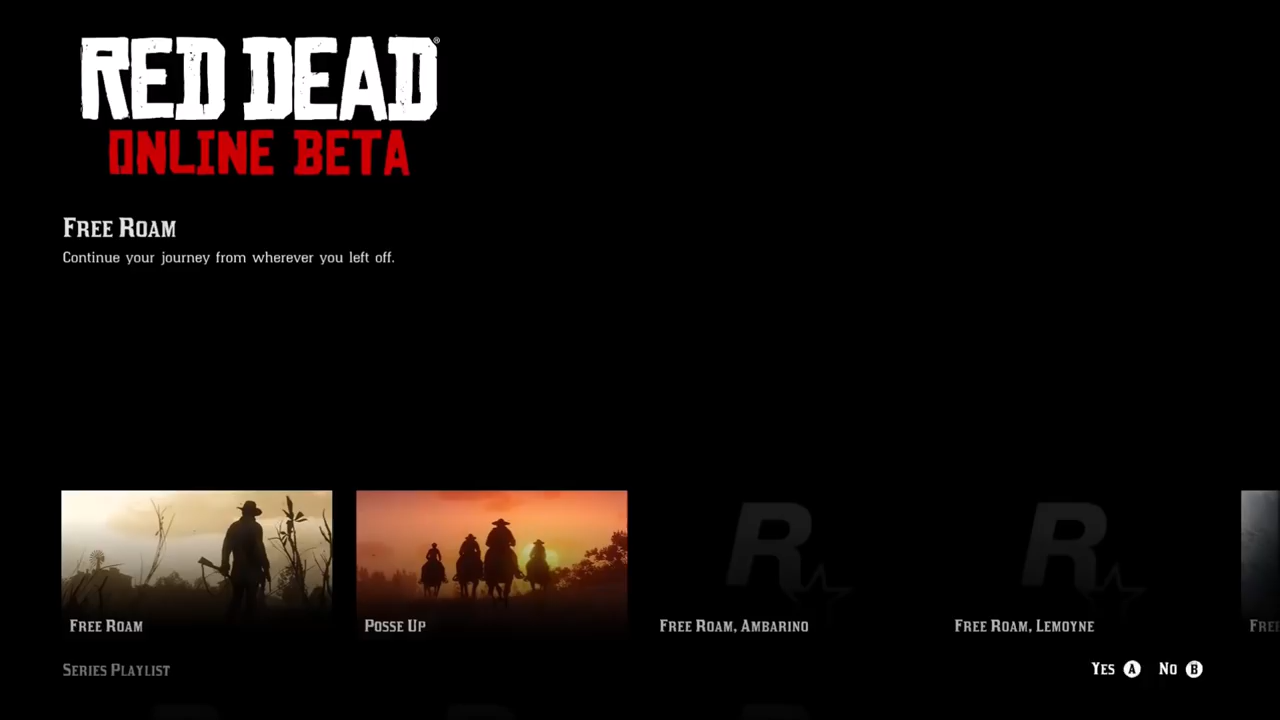 RED DEAD®
ONLINE BETA
FREE ROAM
Continue your journey from wherever you left off.
FREE ROAM
POSSE UP
FREE ROAM, AMBARINO
FREE ROAM, LEMOYNE
SERIES PLAYLIST
YES A NO B